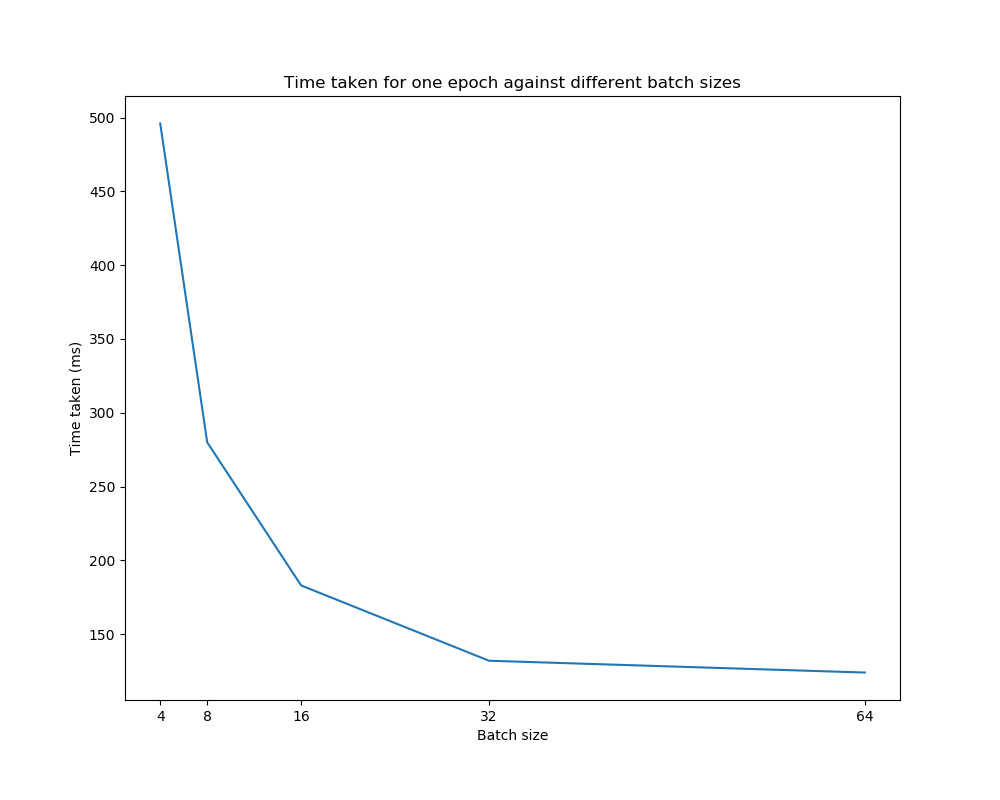 Time taken for one epoch against different batch sizes
500
450
400
350
300
250
200
150
Time taken (ms)
4 8 16 32 64
Batch size